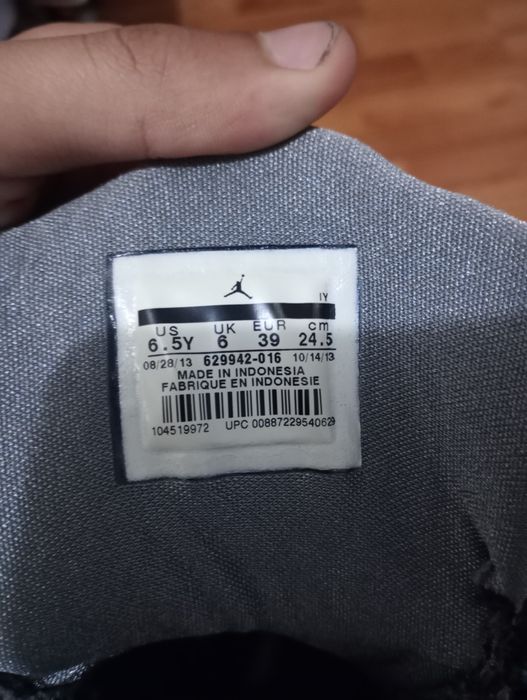 IY
US UK EUR cm
6.5Y 6 39 24.5
08/28/13 629942-016 10/14/13
MADE IN INDONESIA
FABRIQUE EN INDONESIE
104519972 UPC 00887229540629